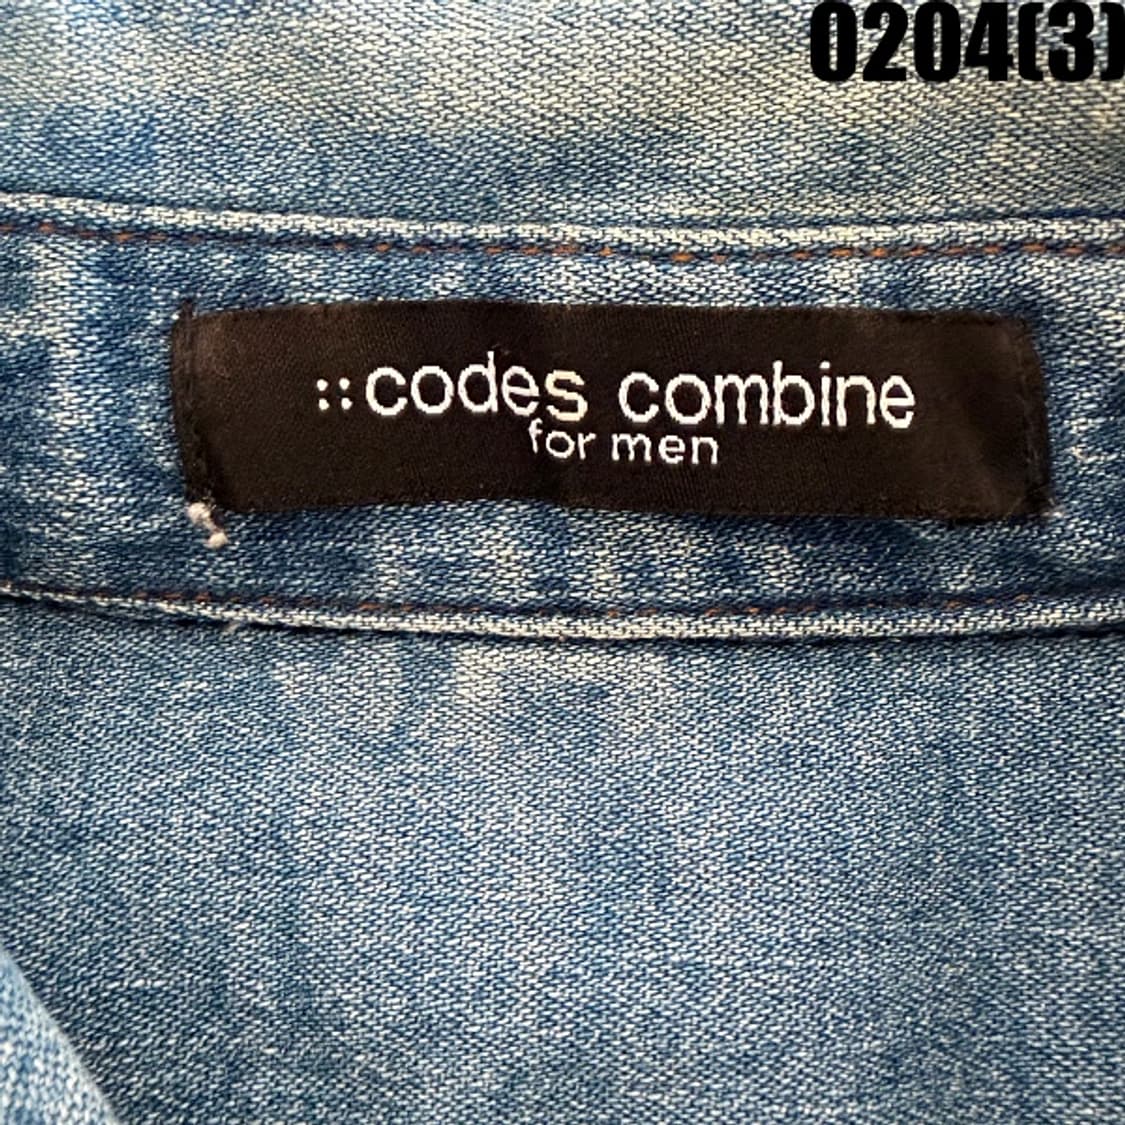 0204(3)
::codes combine
for men